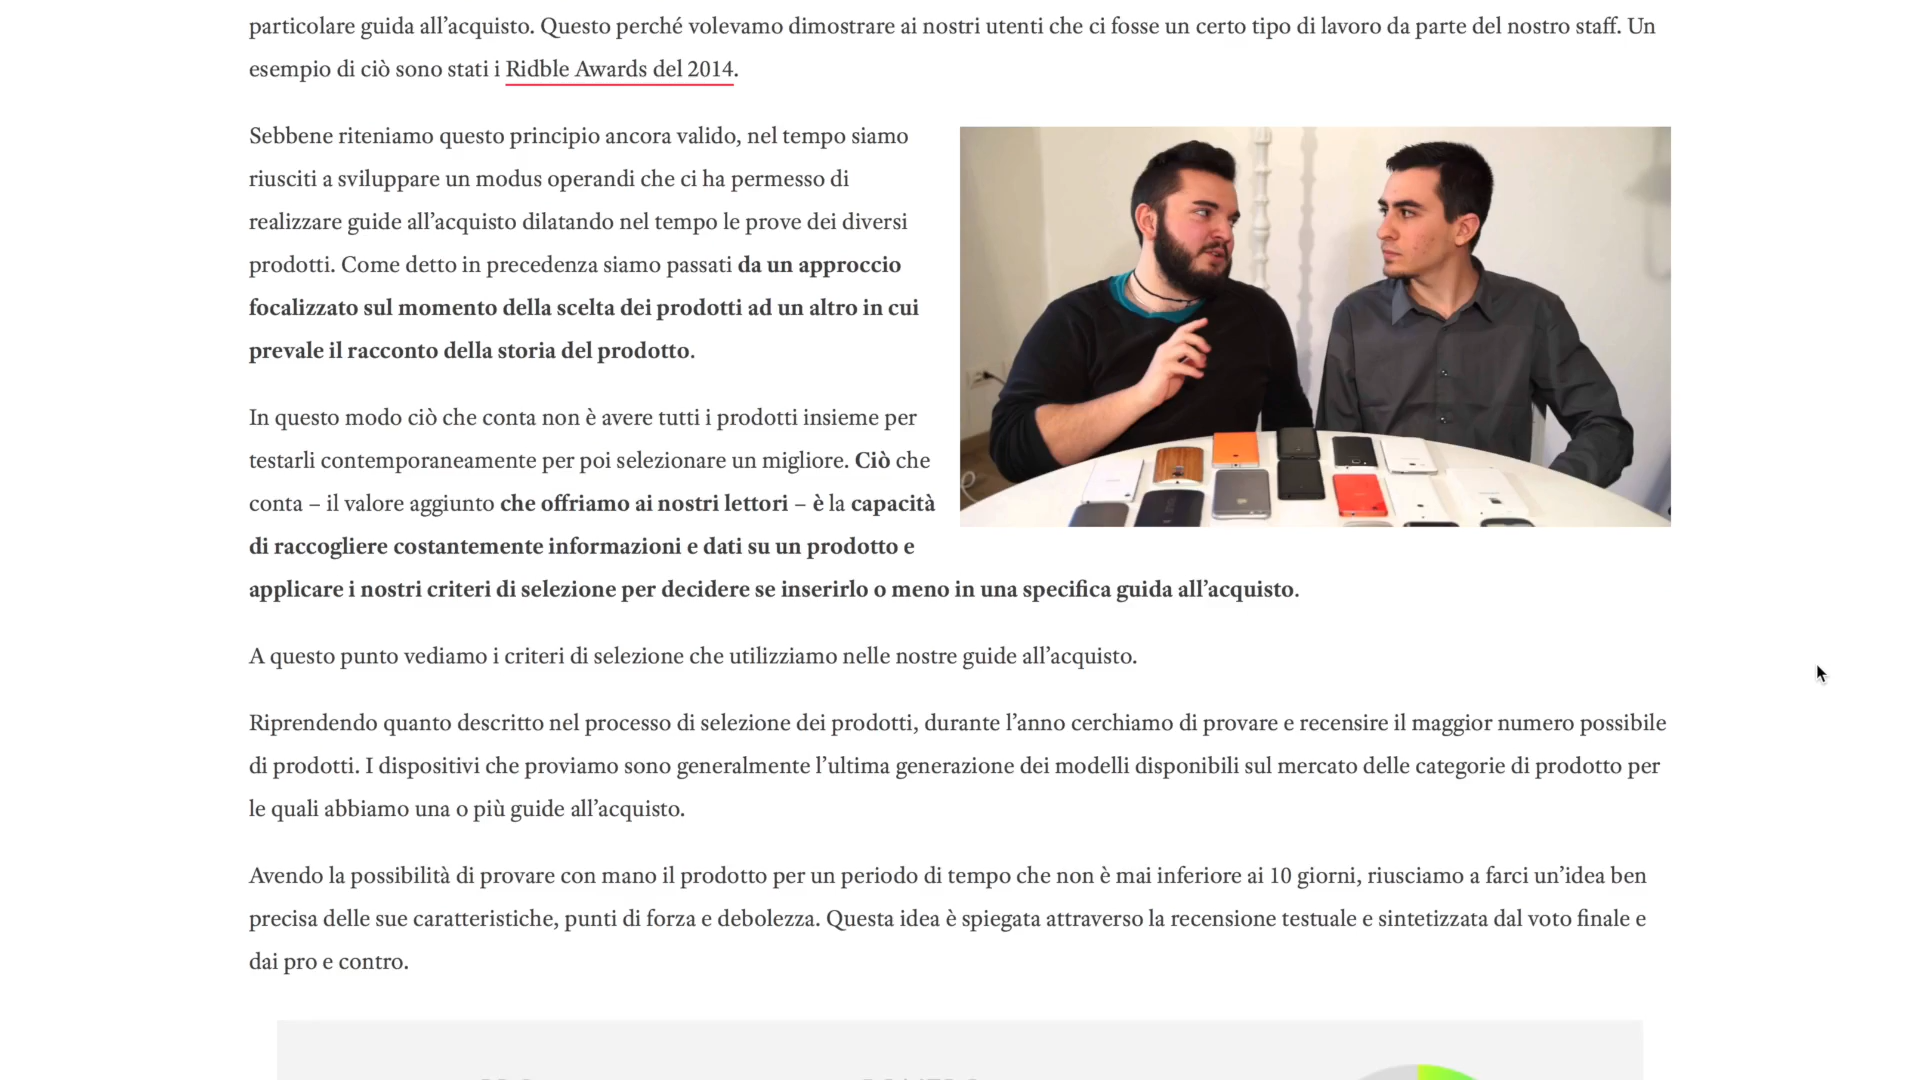 particolare guida all’acquisto. Questo perché volevamo dimostrare ai nostri utenti che ci fosse un certo tipo di lavoro da parte del nostro staff. Un
esempio di ciò sono stati i Ridble Awards del 2014.
Sebbene riteniamo questo principio ancora valido, nel tempo siamo
riusciti a sviluppare un modus operandi che ci ha permesso di
realizzare guide all’acquisto dilatando nel tempo le prove dei diversi
prodotti. Come detto in precedenza siamo passati da un approccio
focalizzato sul momento della scelta dei prodotti ad un altro in cui
prevale il racconto della storia del prodotto.
In questo modo ciò che conta non è avere tutti i prodotti insieme per
testarli contemporaneamente per poi selezionare un migliore. Ciò che
conta – il valore aggiunto che offriamo ai nostri lettori – è la capacità
di raccogliere costantemente informazioni e dati su un prodotto e
applicare i nostri criteri di selezione per decidere se inserirlo o meno in una specifica guida all’acquisto.
A questo punto vediamo i criteri di selezione che utilizziamo nelle nostre guide all’acquisto.
Riprendendo quanto descritto nel processo di selezione dei prodotti, durante l’anno cerchiamo di provare e recensire il maggior numero possibile
di prodotti. I dispositivi che proviamo sono generalmente l’ultima generazione dei modelli disponibili sul mercato delle categorie di prodotto per
le quali abbiamo una o più guide all’acquisto.
Avendo la possibilità di provare con mano il prodotto per un periodo di tempo che non è mai inferiore ai 10 giorni, riusciamo a farci un’idea ben
precisa delle sue caratteristiche, punti di forza e debolezza. Questa idea è spiegata attraverso la recensione testuale e sintetizzata dal voto finale e
dai pro e contro.